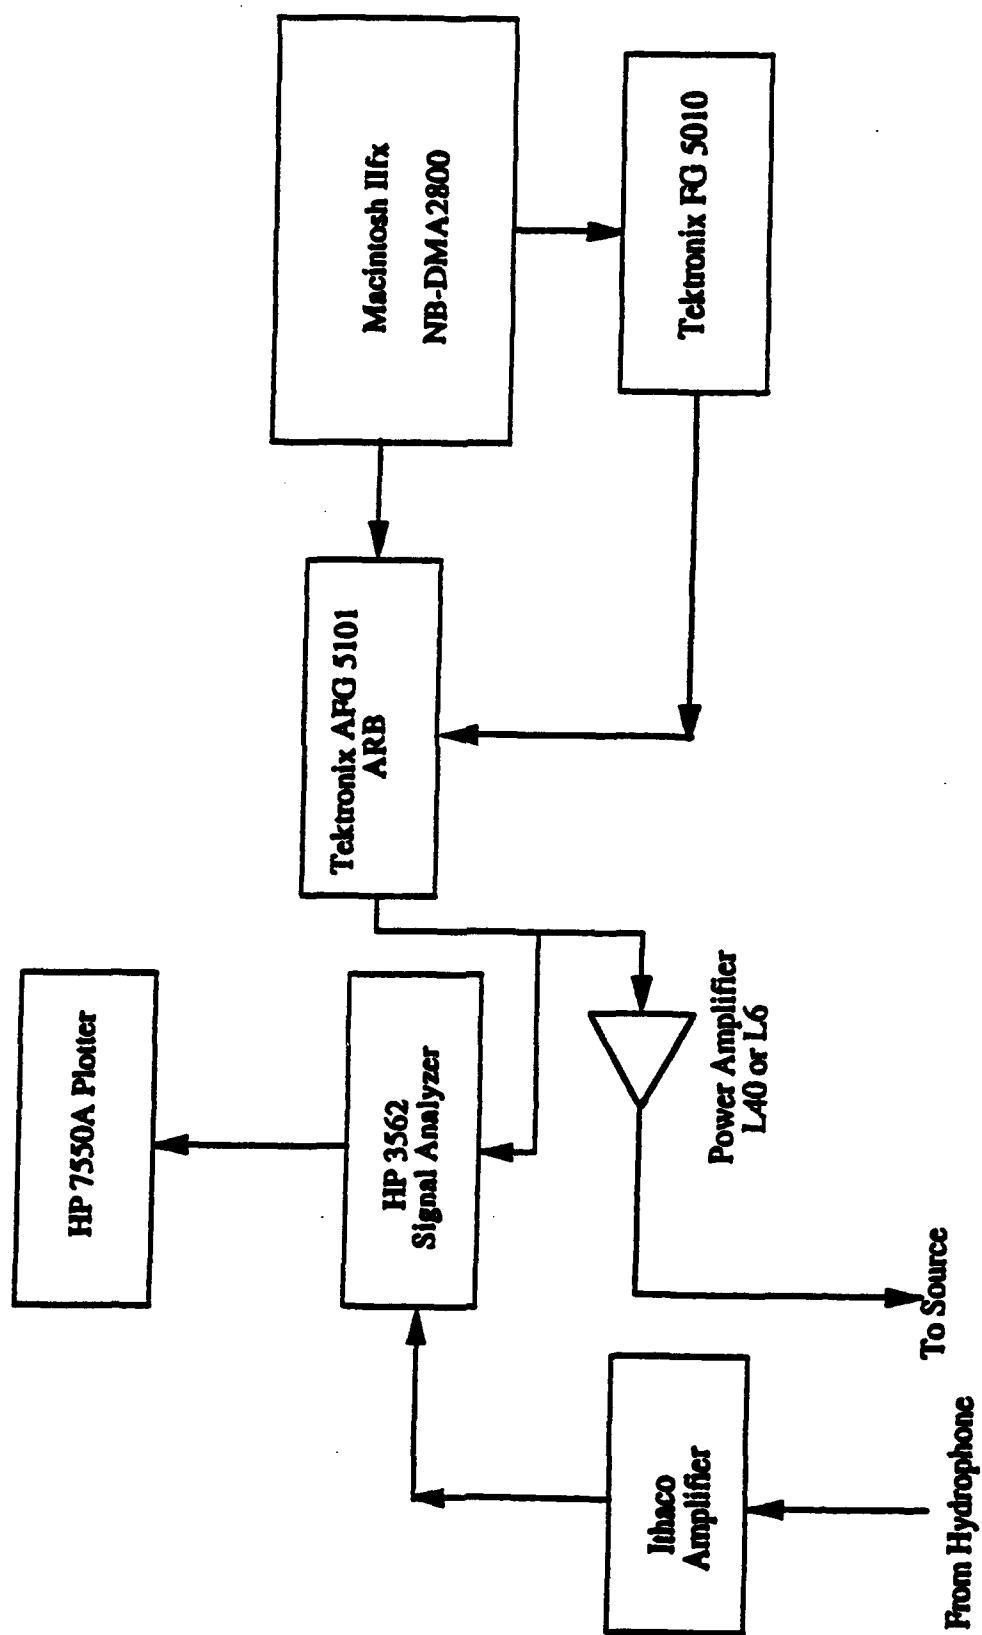 HP 7550A Plotter
HP 3562
Signal Analyzer
Tektronix AFG 5101
ARB
Macintosh IIfx
NB-DMA2800
Tektronix FG 5010
Power Amplifier
L40 or L6
Ithaco
Amplifier
To Source
From Hydrophone